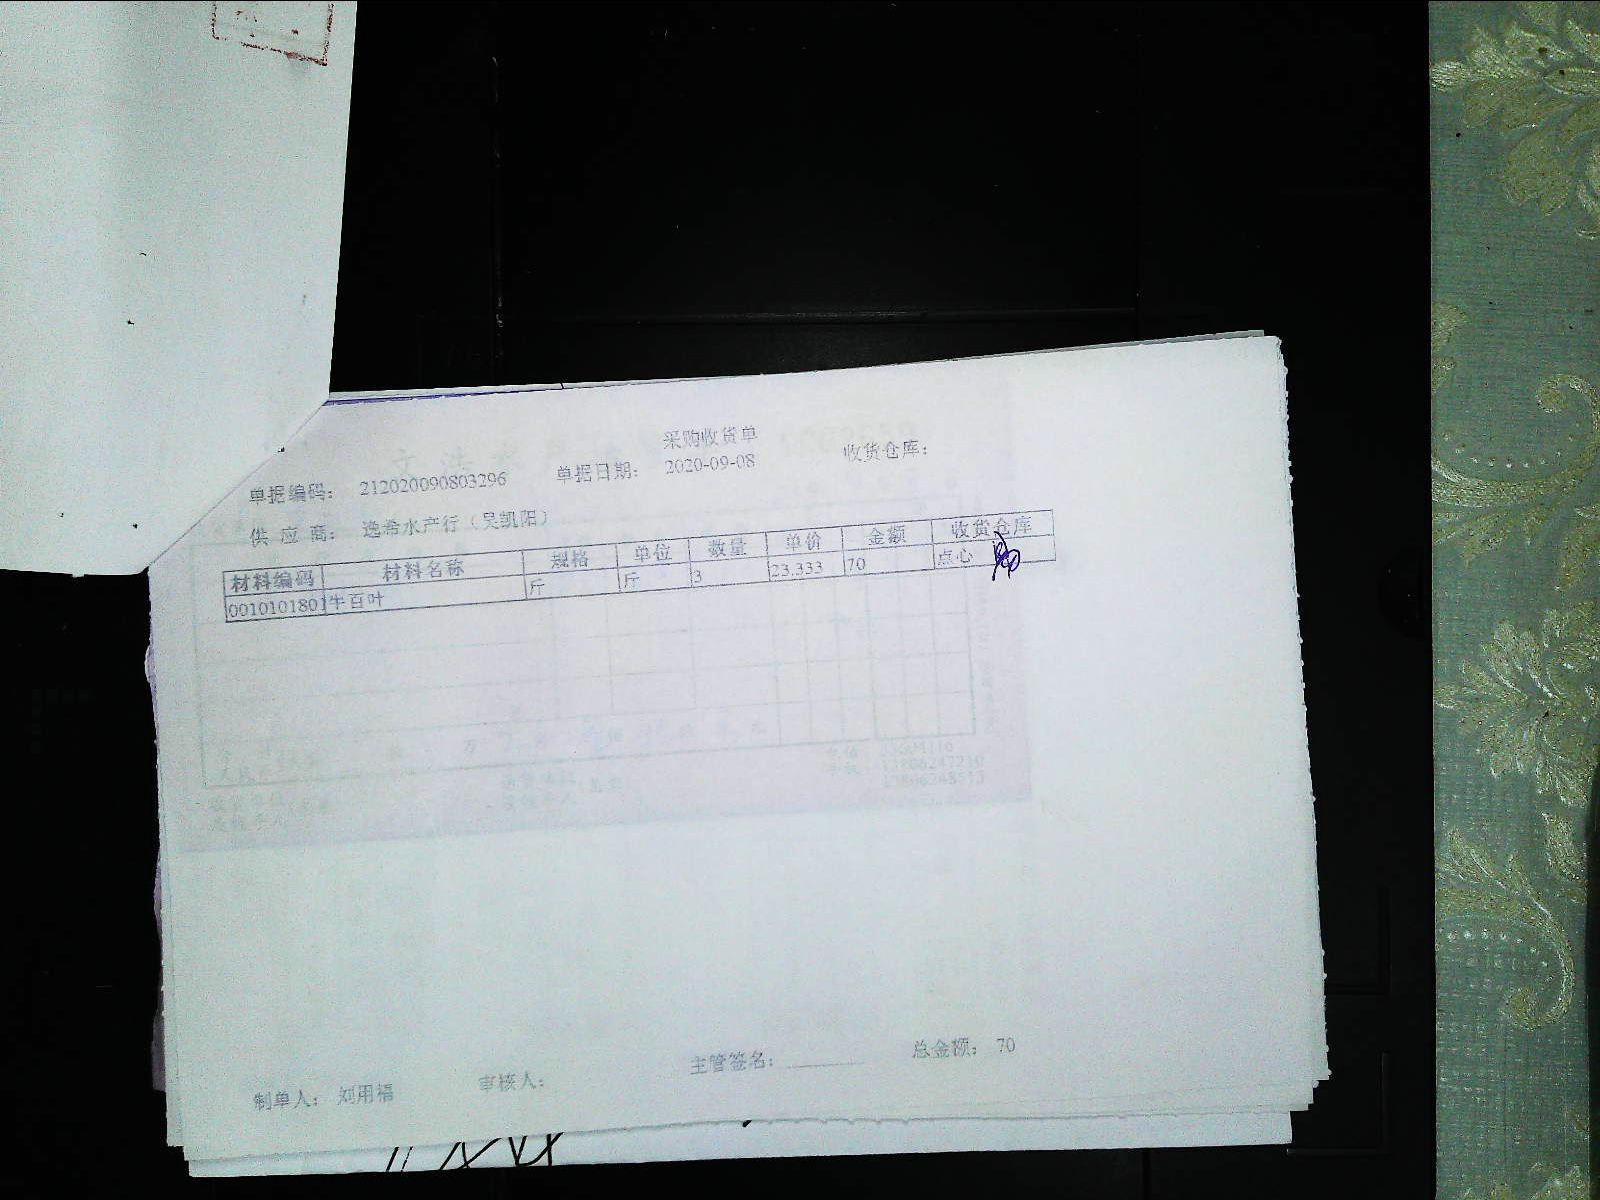 采购收货单
单据编码： 212020090803296 单据日期： 2020-09-08 收货仓库：
供 应 商： 逸希水产行（吴凯阳）
材料编码 材料名称 规格 单位 数量 单价 金额 收货仓库
0010101801 牛百叶 斤 斤 3 23.333 70 点心
制单人： 刘用福 审核人： 主管签名： 总金额： 70